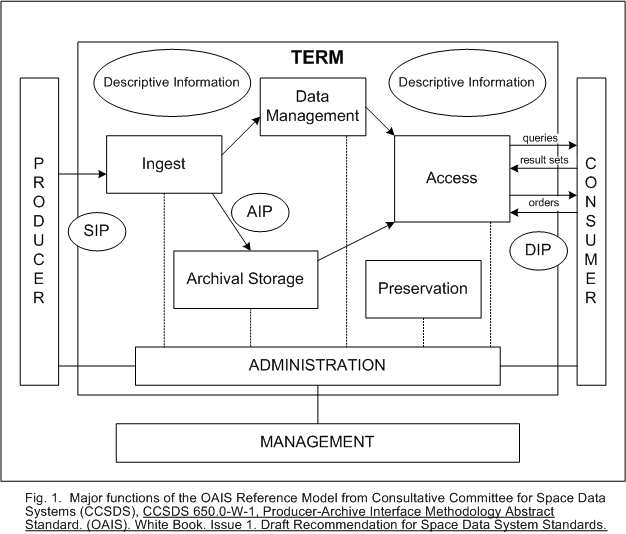 TERM
Descriptive Information
Descriptive Information
Data
Management
PRODUCER
Ingest
Access
queries
result sets
orders
CONSUMER
SIP
AIP
DIP
Archival Storage
Preservation
ADMINISTRATION
MANAGEMENT
Fig. 1.  Major functions of the OAIS Reference Model from Consultative Committee for Space Data
Systems (CCSDS), CCSDS 650.0-W-1, Producer-Archive Interface Methodology Abstract
Standard. (OAIS). White Book. Issue 1. Draft Recommendation for Space Data System Standards.